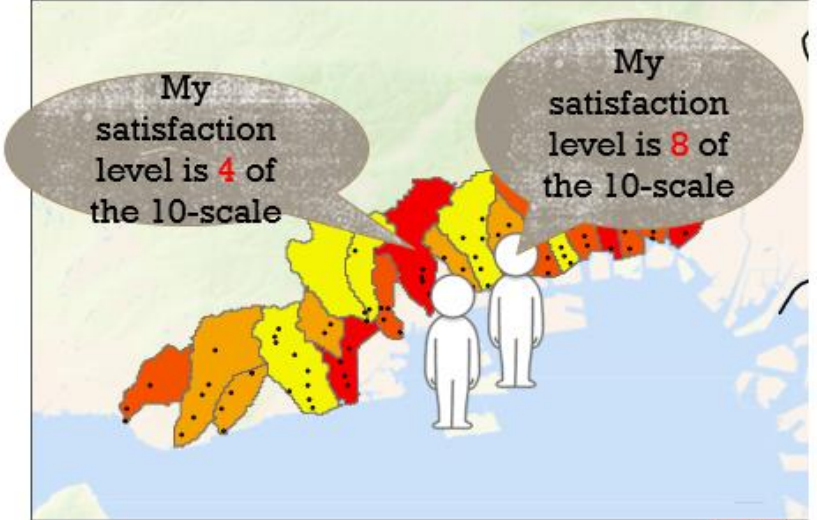 My
satisfaction
level is 4 of
the 10-scale
My
satisfaction
level is 8 of
the 10-scale